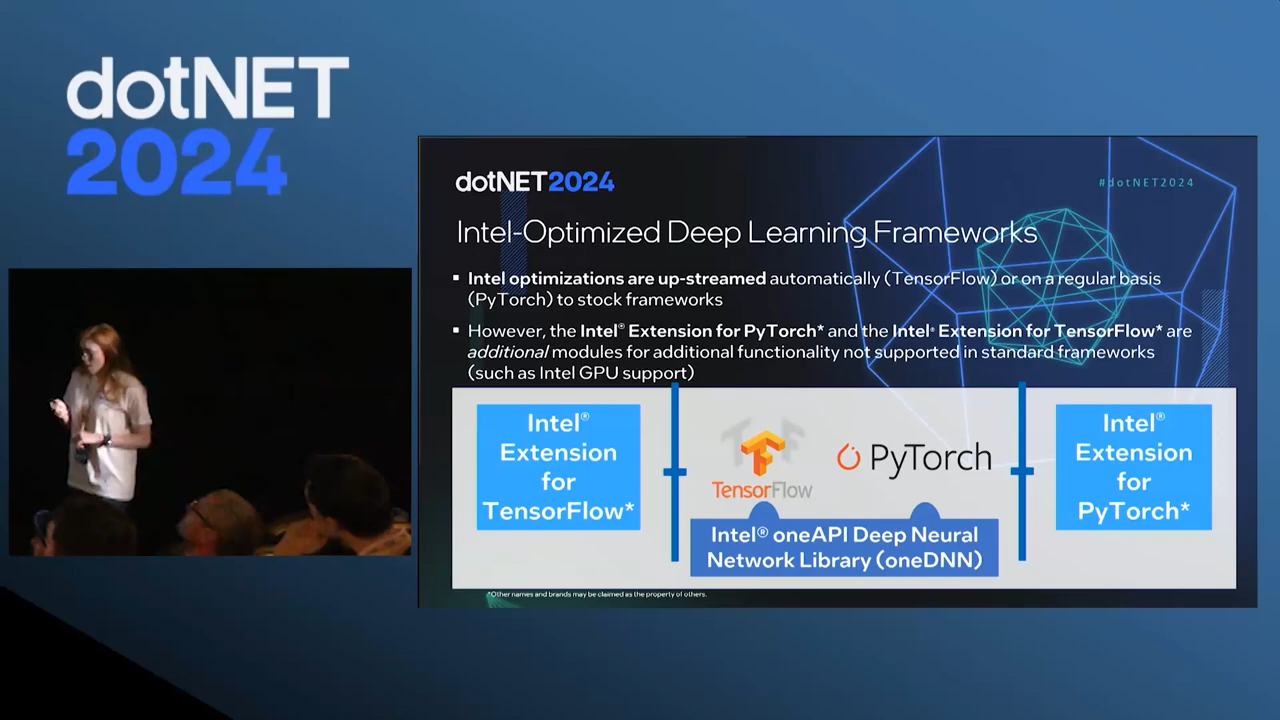 dotNET
2024
dotNET2024
#dotNET2024
Intel-Optimized Deep Learning Frameworks
▪ Intel optimizations are up-streamed automatically (TensorFlow) or on a regular basis
(PyTorch) to stock frameworks
▪ However, the Intel® Extension for PyTorch* and the Intel® Extension for TensorFlow* are
additional modules for additional functionality not supported in standard frameworks
(such as Intel GPU support)
Intel®
Extension
for
TensorFlow*
TensorFlow
PyTorch
Intel® oneAPI Deep Neural
Network Library (oneDNN)
Intel®
Extension
for
PyTorch*
*Other names and brands may be claimed as the property of others.